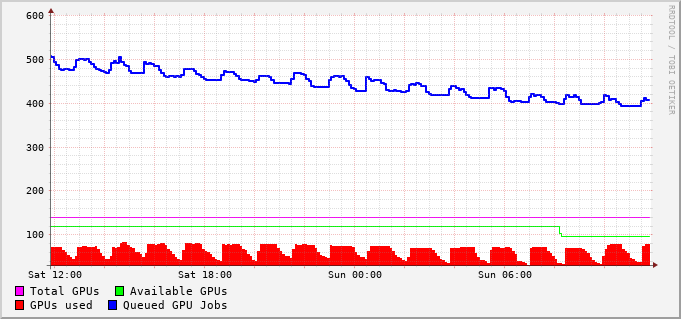 RRDTOOL / TOBI OETIKER
600
500
400
300
200
100
Sat 12:00 Sat 18:00 Sun 00:00 Sun 06:00
Total GPUs Available GPUs
GPUs used Queued GPU Jobs